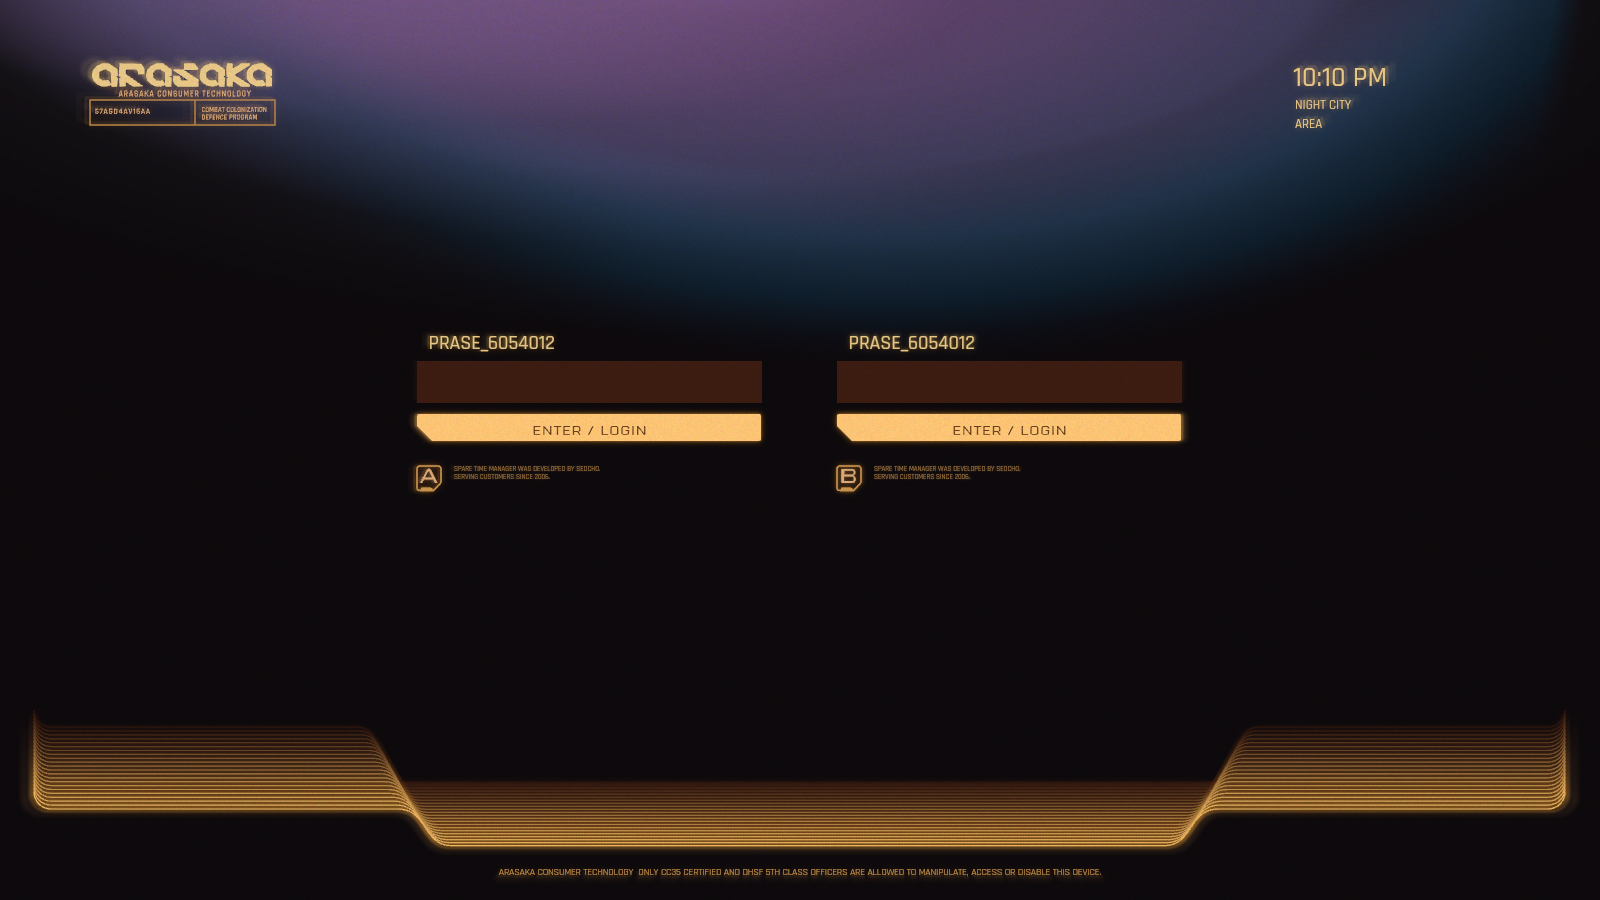 arasaka
ARASAKA CONSUMER TECHNOLOGY
COMBAT COLONIZATION
DEFENCE PROGRAM
10:10 PM
NIGHT CITY
AREA
PRASE_6054012
ENTER / LOGIN
A
SPARE TIME MANAGER WAS DEVELOPED BY SEOCHO.
SERVING CUSTOMERS SINCE 2006.
PRASE_6054012
ENTER / LOGIN
B
SPARE TIME MANAGER WAS DEVELOPED BY SEOCHO.
SERVING CUSTOMERS SINCE 2006.
ARASAKA CONSUMER TECHNOLOGY ONLY CC35 CERTIFIED AND DHSF 5TH CLASS OFFICERS ARE ALLOWED TO MANIPULATE, ACCESS OR DISABLE THIS DEVICE.